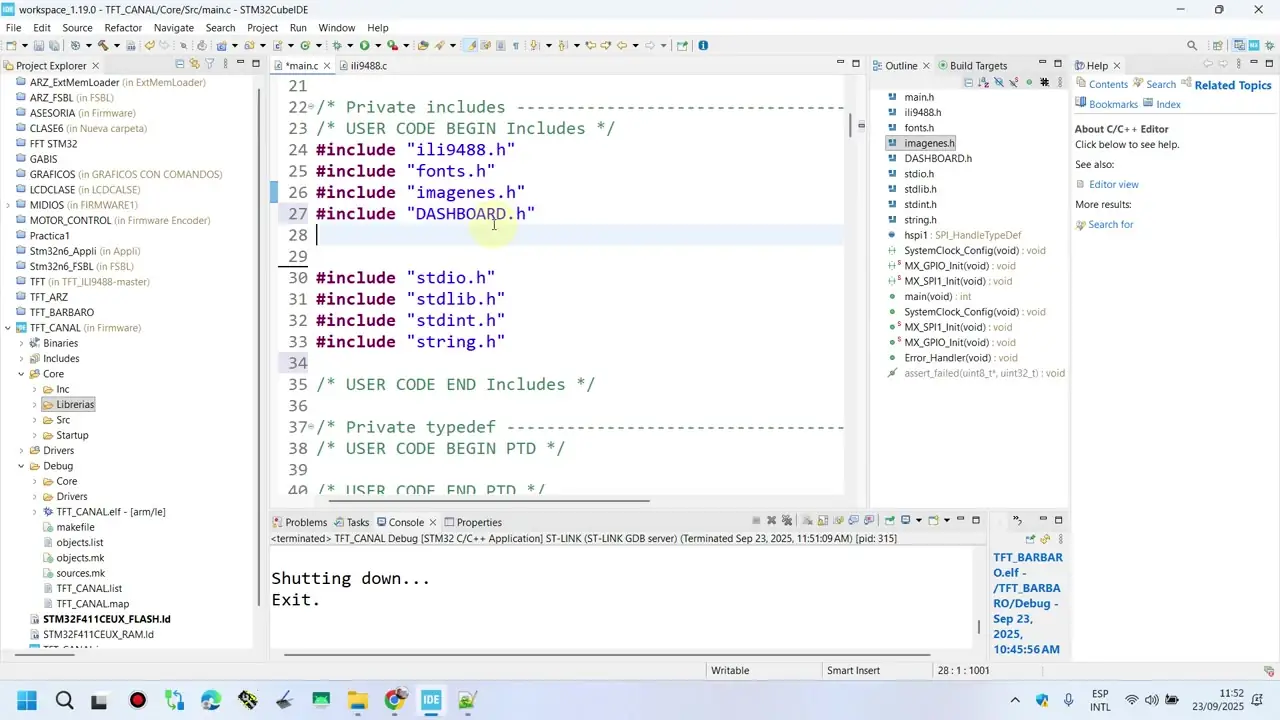 workspace_1.19.0 - TFT_CANAL/Core/Src/main.c - STM32CubeIDE
File Edit Source Refactor Navigate Search Project Run Window Help
Project Explorer
ARZ_ExtMemLoader (in ExtMemLoader)
ARZ_FSBL (in FSBL)
ASESORIA (in Firmware)
CLASE6 (in Nueva carpeta)
FFT STM32
GABIS
GRAFICOS (in GRAFICOS CON COMANDOS)
LCDCLASE (in LCDCALSE)
MIDIOS (in FIRMWARE1)
MOTOR_CONTROL (in Firmware Encoder)
Practica1
Stm32n6_Appli (in Appli)
Stm32n6_FSBL (in FSBL)
TFT (in TFT_ILI9488-master)
TFT_ARZ
TFT_BARBARO
TFT_CANAL (in Firmware)
Binaries
Includes
Core
Inc
Librerias
Src
Startup
Drivers
Debug
Core
Drivers
TFT_CANAL.elf - [arm/le]
makefile
objects.list
objects.mk
sources.mk
TFT_CANAL.list
TFT_CANAL.map
STM32F411CEUX_FLASH.ld
STM32F411CEUX_RAM.ld
*main.c
ili9488.c
21
22 /* Private includes ---------------------------------
23 /* USER CODE BEGIN Includes */
24 #include "ili9488.h"
25 #include "fonts.h"
26 #include "imagenes.h"
27 #include "DASHBOARD.h"
28
29
30 #include "stdio.h"
31 #include "stdlib.h"
32 #include "stdint.h"
33 #include "string.h"
34
35 /* USER CODE END Includes */
36
37 /* Private typedef -----------------------------------
38 /* USER CODE BEGIN PTD */
39
40 /* USER CODE END PTD */
Problems Tasks Console Properties
<terminated> TFT_CANAL Debug [STM32 C/C++ Application] ST-LINK (ST-LINK GDB server) (Terminated Sep 23, 2025, 11:51:09 AM) [pid: 315]
Shutting down...
Exit.
Outline Build Targets
main.h
ili9488.h
fonts.h
imagenes.h
DASHBOARD.h
stdio.h
stdlib.h
stdint.h
string.h
hspi1 : SPI_HandleTypeDef
SystemClock_Config(void) : void
MX_GPIO_Init(void) : void
MX_SPI1_Init(void) : void
main(void) : int
SystemClock_Config(void) : void
MX_SPI1_Init(void) : void
MX_GPIO_Init(void) : void
Error_Handler(void) : void
assert_failed(uint8_t*, uint32_t) : void
TFT_BARBAR
O.elf -
/TFT_BARBA
RO/Debug -
Sep 23,
2025,
10:45:56 AM
Help
Contents Search Related Topics
Bookmarks Index
About C/C++ Editor
Click below to see help.
See also:
Editor view
More results:
Search for
Writable Smart Insert 28 : 1 : 1001
ESP
INTL
11:52
23/09/2025